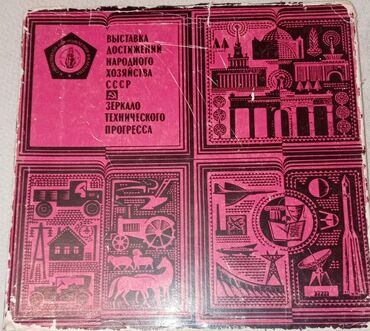 ВЫСТАВКА
ДОСТИЖЕНИЙ
НАРОДНОГО
ХОЗЯЙСТВА
СССР
ЗЕРКАЛО
ТЕХНИЧЕСКОГО
ПРОГРЕССА